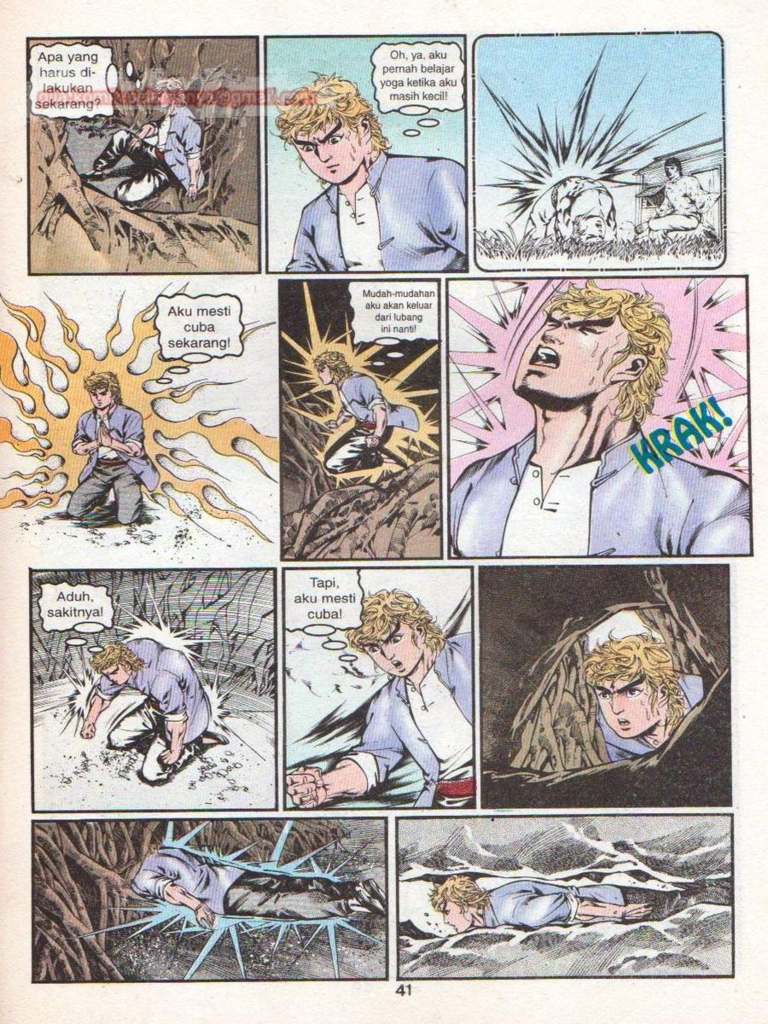 Apa yang
harus di-
lakukan
sekarang?
Oh, ya, aku
pernah belajar
yoga ketika aku
masih kecil!
Aku mesti
cuba
sekarang!
Mudah-mudahan
aku akan keluar
dari lubang
ini nanti!
KRAK!
Aduh,
sakitnya!
Tapi,
aku mesti
cuba!
41